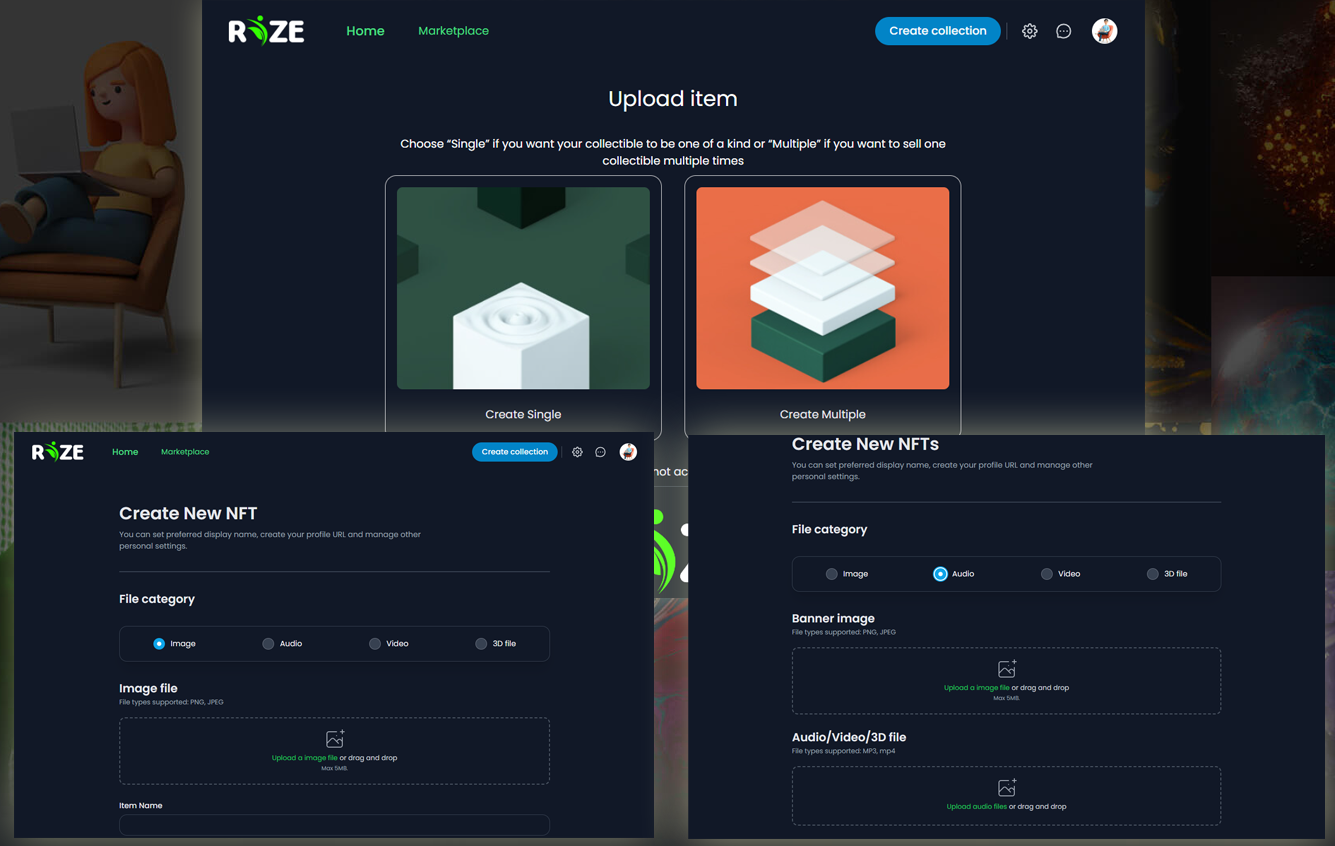 RIZE
Home
Marketplace
Create collection
Upload item
Choose “Single” if you want your collectible to be one of a kind or “Multiple” if you want to sell one
collectible multiple times
Create Single
Create Multiple
not ac
RIZE
Home
Marketplace
Create collection
Create New NFT
You can set preferred display name, create your profile URL and manage other
personal settings.
File category
Image
Audio
Video
3D file
Image file
File types supported: PNG, JPEG
Upload a image file or drag and drop
Max 5MB.
Item Name
Create New NFTs
You can set preferred display name, create your profile URL and manage other
personal settings.
File category
Image
Audio
Video
3D file
Banner image
File types supported: PNG, JPEG
Upload a image file or drag and drop
Max 5MB.
Audio/Video/3D file
File types supported: MP3, mp4
Upload audio files or drag and drop